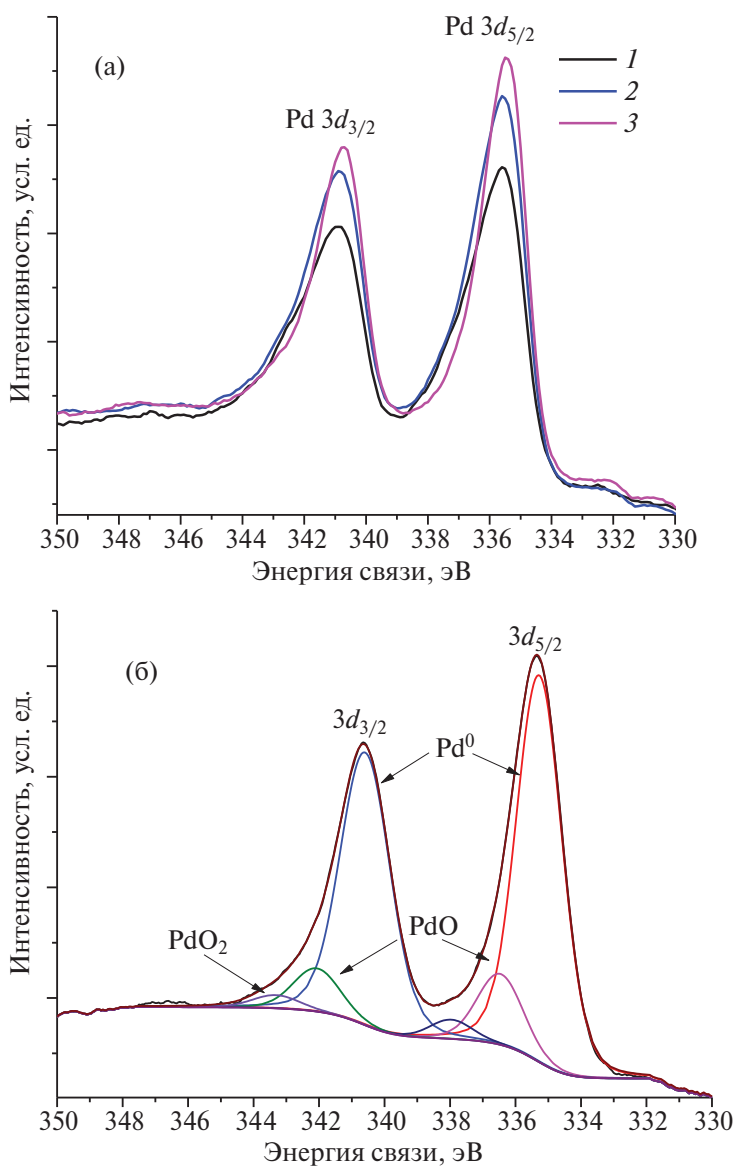 Pd 3d5/2
(а)
1
2
3
Pd 3d3/2
Интенсивность, усл. ед.
350 348 346 344 342 340 338 336 334 332 330
Энергия связи, эВ
3d5/2
(б)
3d3/2
Pd0
PdO
PdO2
Интенсивность, усл. ед.
350 348 346 344 342 340 338 336 334 332 330
Энергия связи, эВ